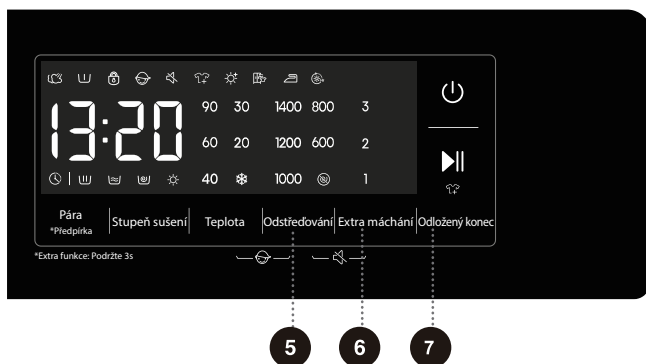 90 30 1400 800 3
13:20
60 20 1200 600 2
40 1000 1
Pára
*Předpírka
Stupeň sušení
Teplota
Odstřeďování
Extra máchání
Odložený konec
*Extra funkce: Podržte 3s
5 6 7